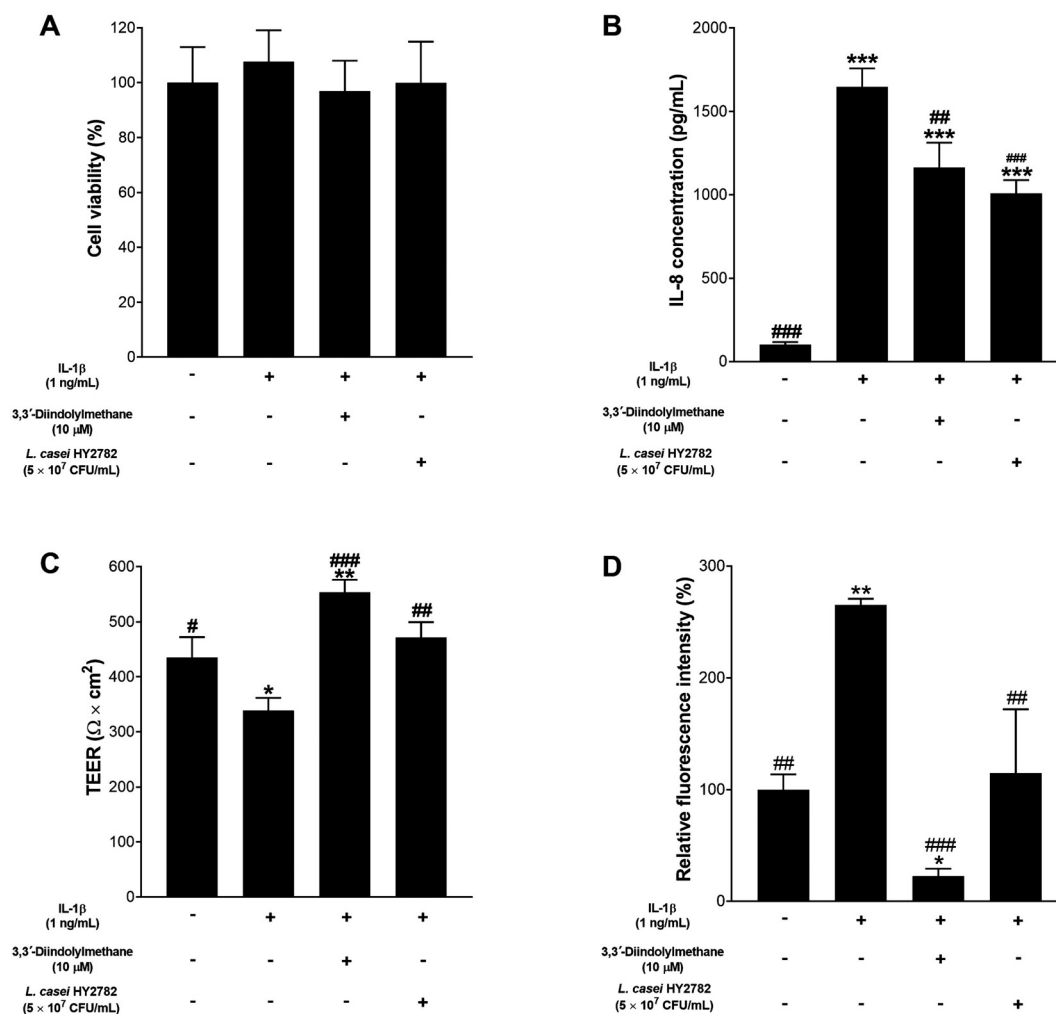 A
Cell viability (%)
120
100
80
60
40
20
0
***
##
***
###
***
###
B
IL-8 concentration (pg/mL)
2000
1500
1000
500
0
IL-1β
(1 ng/mL)
- + + +
3,3′-Diindolylmethane
(10 μM)
- - + -
L. casei HY2782
(5 × 10⁷ CFU/mL)
- - - +
IL-1β
(1 ng/mL)
- + + +
3,3′-Diindolylmethane
(10 μM)
- - + -
L. casei HY2782
(5 × 10⁷ CFU/mL)
- - - +
C
TEER (Ω × cm²)
600
500
400
300
200
100
0
#
*
###
**
##
D
Relative fluorescence intensity (%)
300
200
100
0
##
**
###
*
##
IL-1β
(1 ng/mL)
- + + +
3,3′-Diindolylmethane
(10 μM)
- - + -
L. casei HY2782
(5 × 10⁷ CFU/mL)
- - - +
IL-1β
(1 ng/mL)
- + + +
3,3′-Diindolylmethane
(10 μM)
- - + -
L. casei HY2782
(5 × 10⁷ CFU/mL)
- - - +